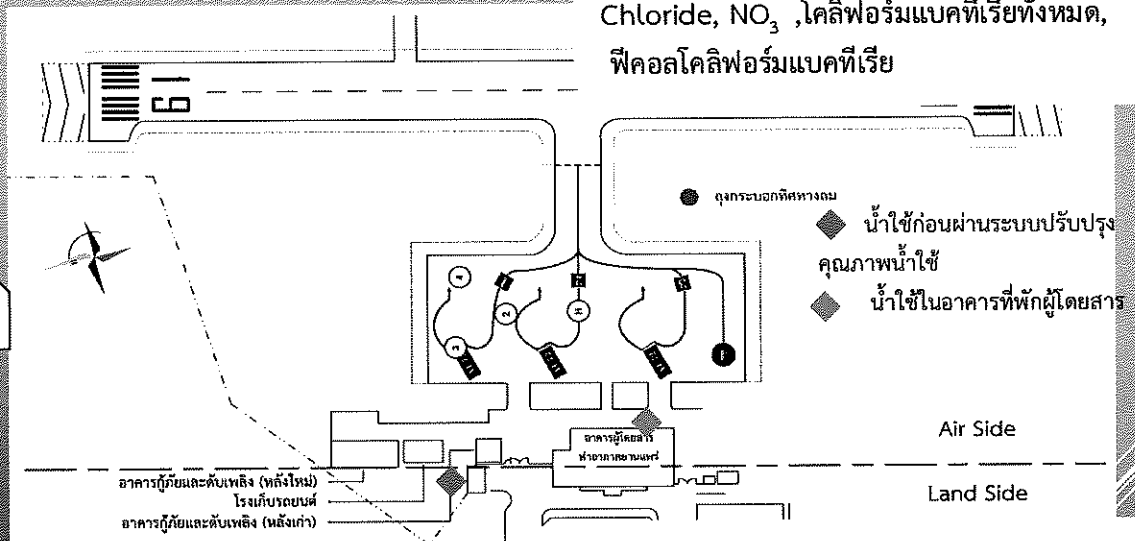 Chloride, NO₃ ,โคลิฟอร์มแบคทีเรียทั้งหมด,
ฟีคอลโคลิฟอร์มแบคทีเรีย
19
ถุงกระบอกทิศทางลม
น้ำใช้ก่อนผ่านระบบปรับปรุง
คุณภาพน้ำใช้
น้ำใช้ในอาคารที่พักผู้โดยสาร
4
2
H
3
อาคารผู้โดยสาร
ท่าอากาศยานแพร่
Air Side
Land Side
อาคารกู้ภัยและดับเพลิง (หลังใหม่)
โรงเก็บรถยนต์
อาคารกู้ภัยและดับเพลิง (หลังเก่า)